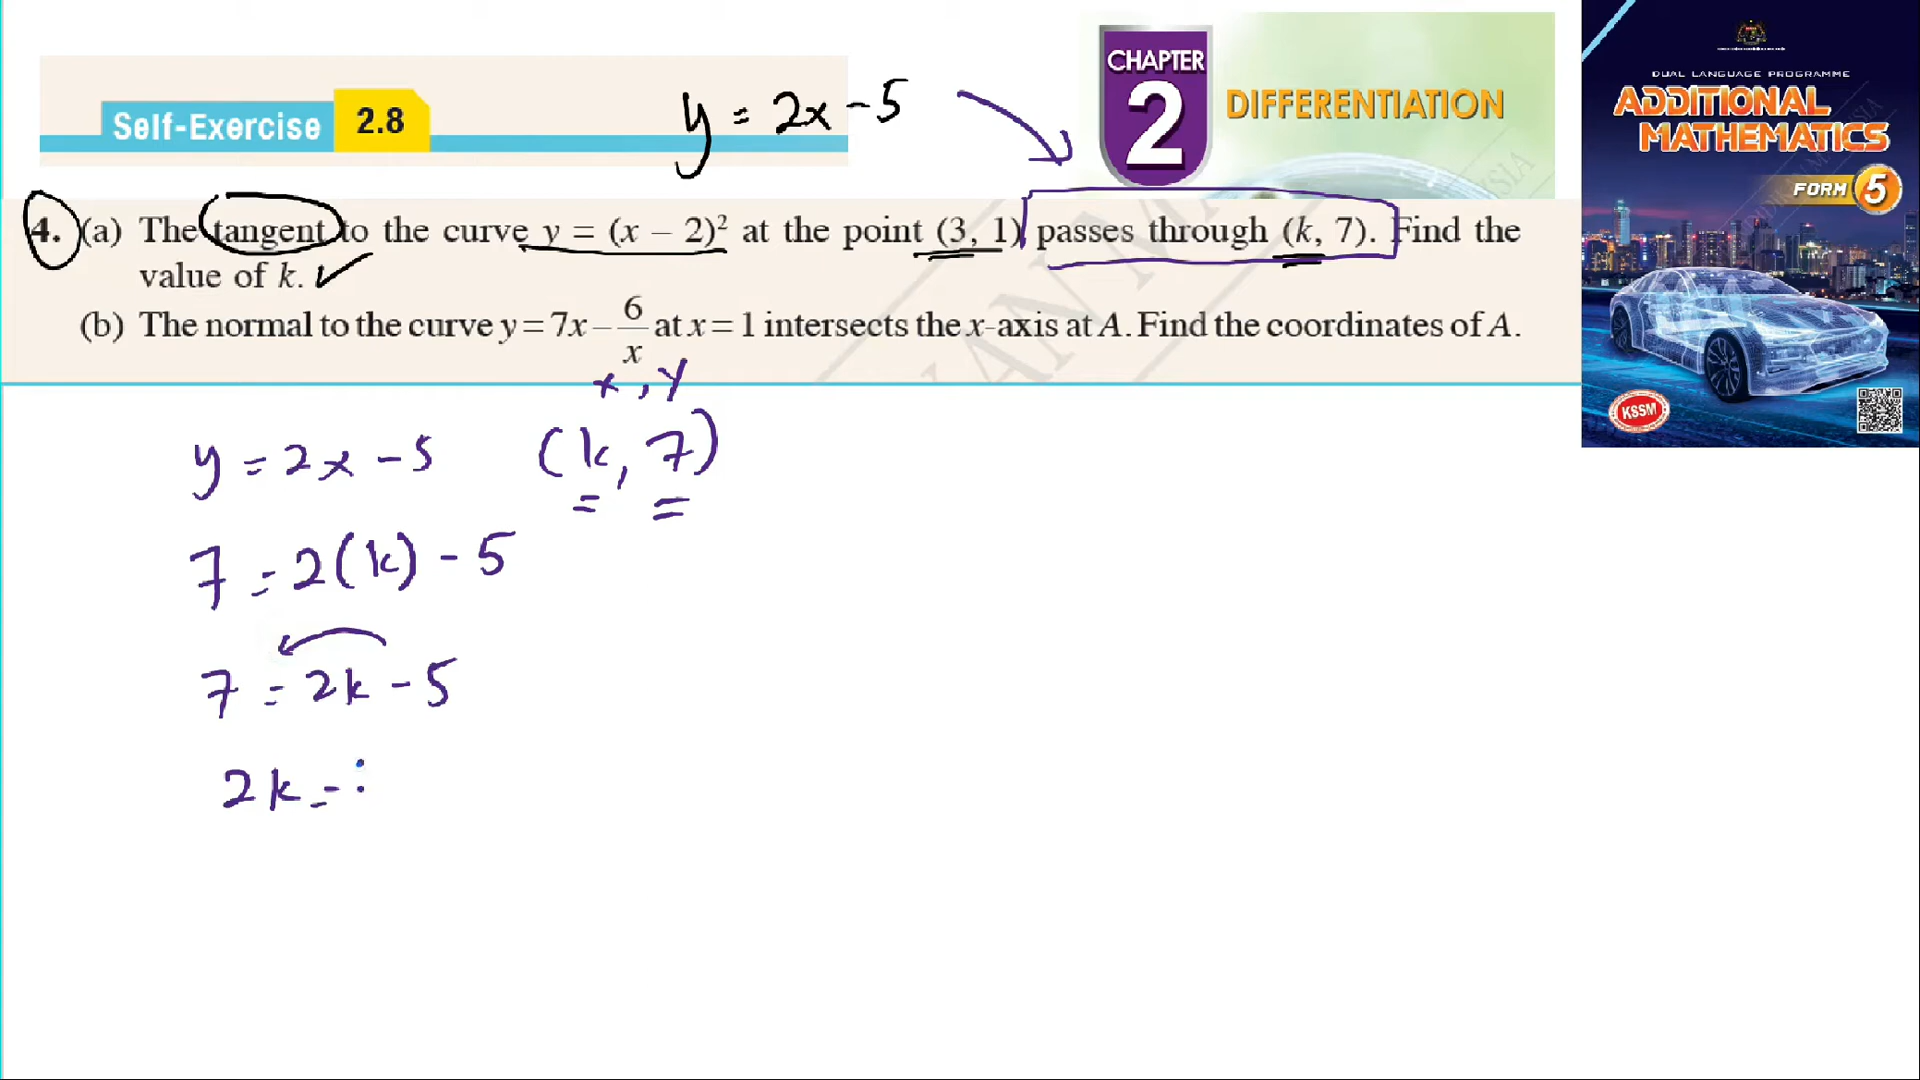 Self-Exercise 2.8
y = 2x - 5
CHAPTER 2 DIFFERENTIATION
4. (a) The tangent to the curve y = (x – 2)² at the point (3, 1) passes through (k, 7). Find the
value of k.
(b) The normal to the curve y = 7x – 6/x at x = 1 intersects the x-axis at A. Find the coordinates of A.
x, y
y = 2x - 5 (k, 7)
7 = 2(k) - 5
7 = 2k - 5
2k =
DUAL LANGUAGE PROGRAMME
ADDITIONAL
MATHEMATICS
FORM 5
KSSM